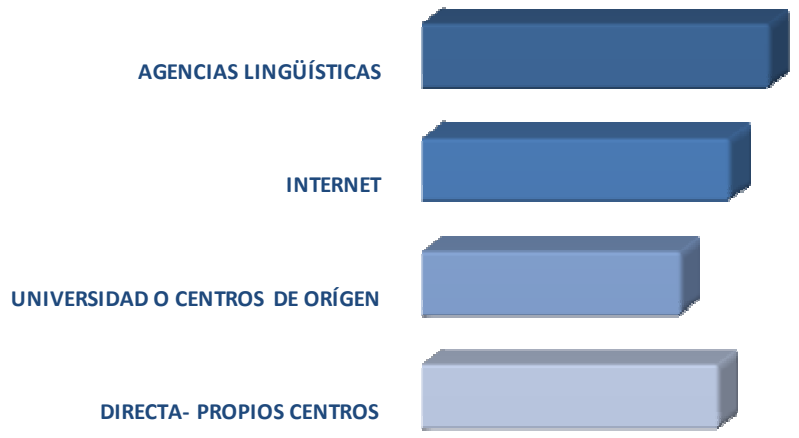 AGENCIAS LINGÜÍSTICAS
INTERNET
UNIVERSIDAD O CENTROS DE ORÍGEN
DIRECTA- PROPIOS CENTROS